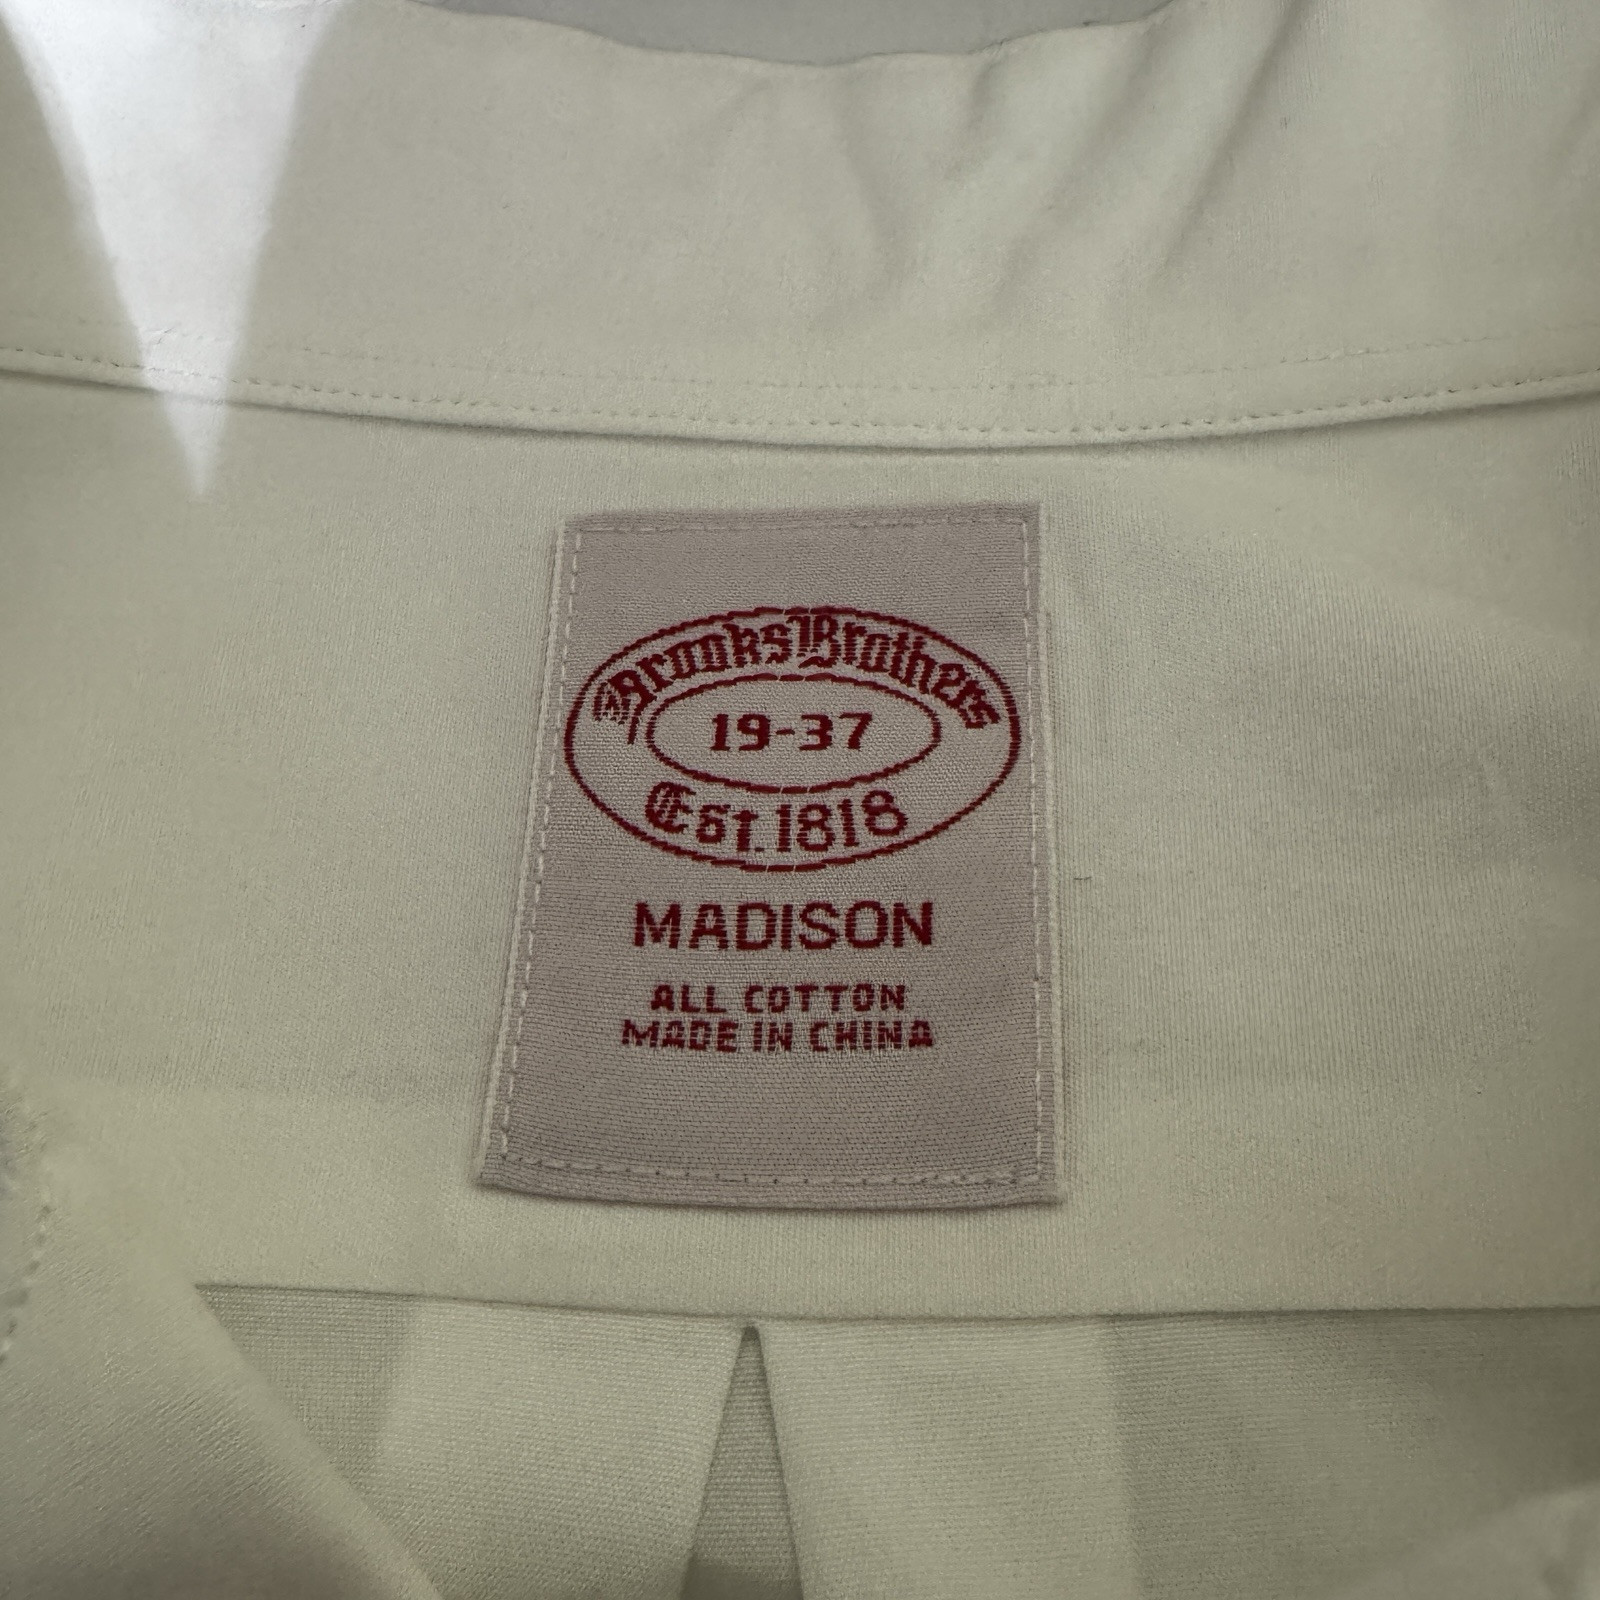 Brooks Brothers
19-37
Est. 1818
MADISON
ALL COTTON
MADE IN CHINA